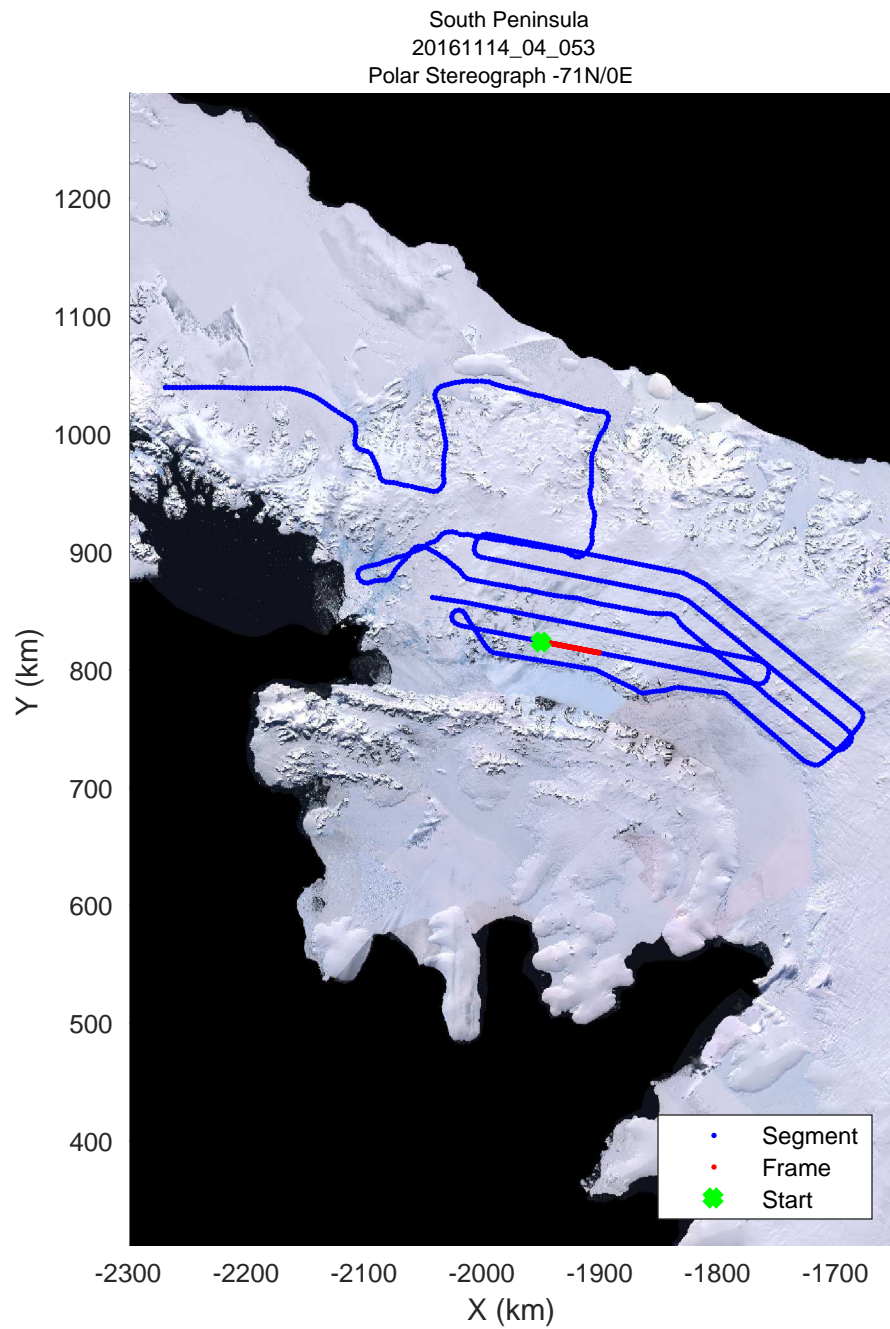 South Peninsula
20161114_04_053
Polar Stereograph -71N/0E
Y (km)
1200
1100
1000
900
800
700
600
500
400
-2300 -2200 -2100 -2000 -1900 -1800 -1700
X (km)
Segment
Frame
Start